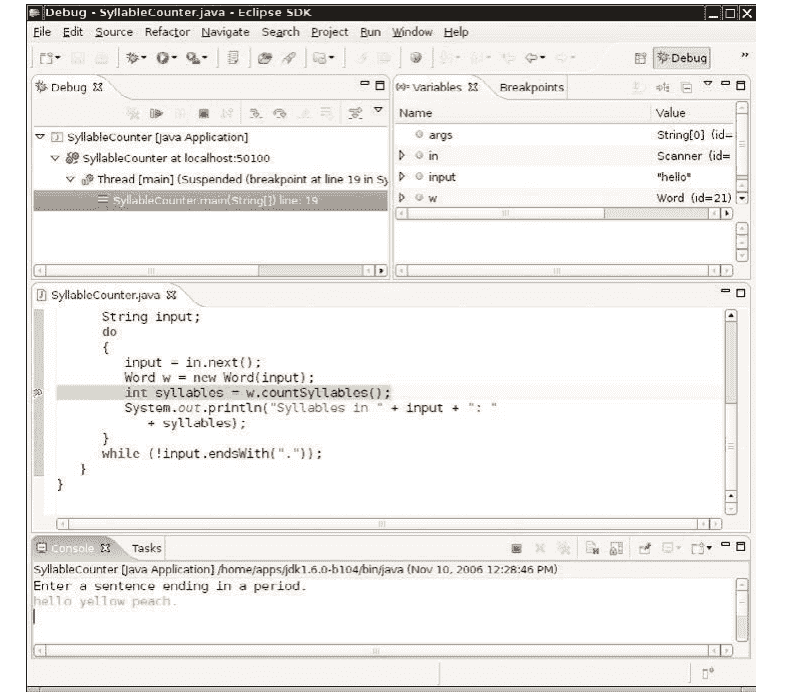 Debug - SyllableCounter.java - Eclipse SDK
File Edit Source Refactor Navigate Search Project Run Window Help
Debug
Debug
Variables Breakpoints
Name Value
SyllableCounter [Java Application]
args String[0] (id=
SyllableCounter at localhost:50100
in Scanner (id=
Thread [main] (Suspended (breakpoint at line 19 in Sy
input "hello"
SyllableCounter.main(String[]) line: 19
w Word (id=21)
SyllableCounter.java
String input;
do
{
input = in.next();
Word w = new Word(input);
int syllables = w.countSyllables();
System.out.println("Syllables in " + input + ": "
+ syllables);
}
while (!input.endsWith("."));
}
}
Console Tasks
SyllableCounter [Java Application] /home/apps/jdk1.6.0-b104/bin/java (Nov 10, 2006 12:28:46 PM)
Enter a sentence ending in a period.
hello yellow peach.